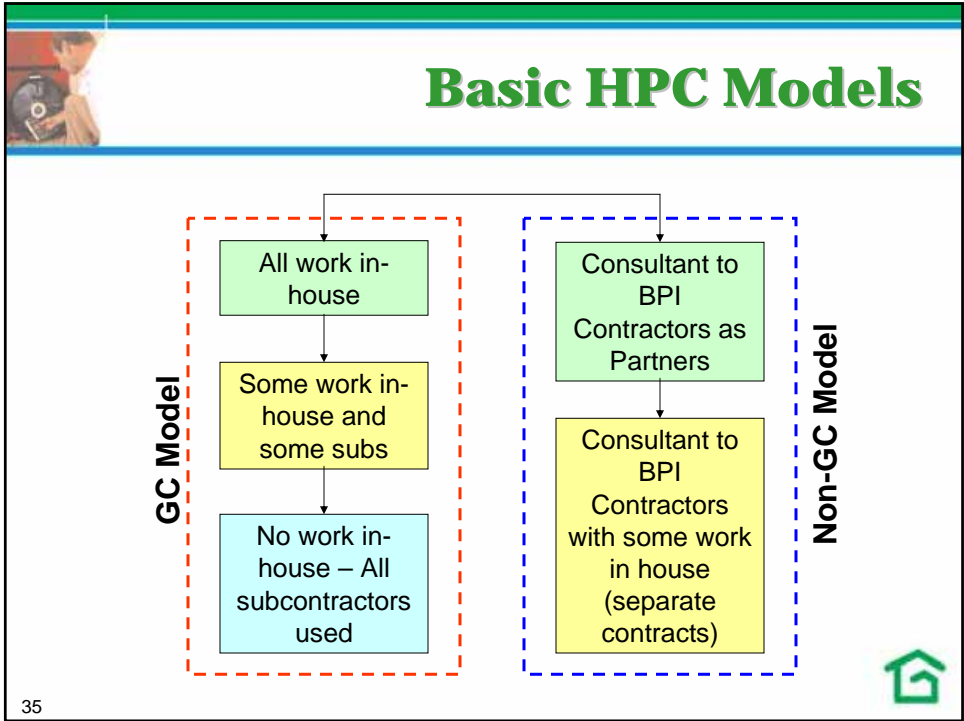 Basic HPC Models
GC Model
All work in-
house
Some work in-
house and
some subs
No work in-
house – All
subcontractors
used
Consultant to
BPI
Contractors as
Partners
Consultant to
BPI
Contractors
with some work
in house
(separate
contracts)
Non-GC Model
35